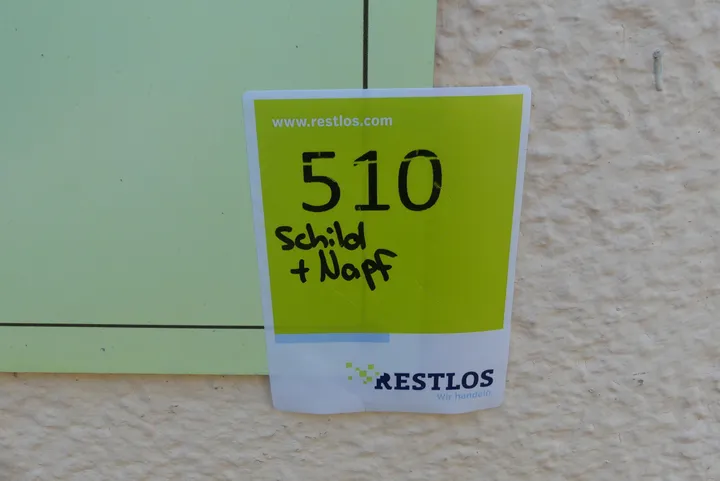 www.restlos.com
510
Schild
+ Napf
RESTLOS
Wir handeln